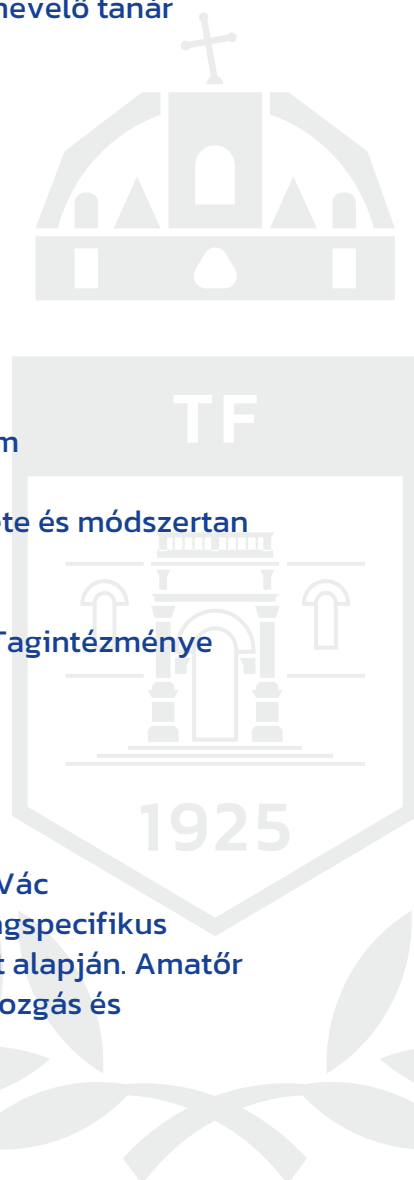 nevelő tanár
TF
m
te és módszertan
Tagintézménye
1925
Vác
gspecifikus
t alapján. Amatőr
ozgás és